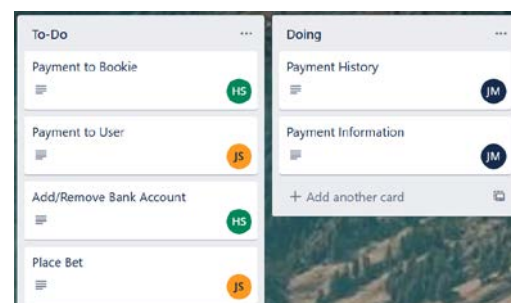 To-Do
Payment to Bookie
HS
Payment to User
JS
Add/Remove Bank Account
HS
Place Bet
JS
Doing
Payment History
JM
Payment Information
JM
+ Add another card